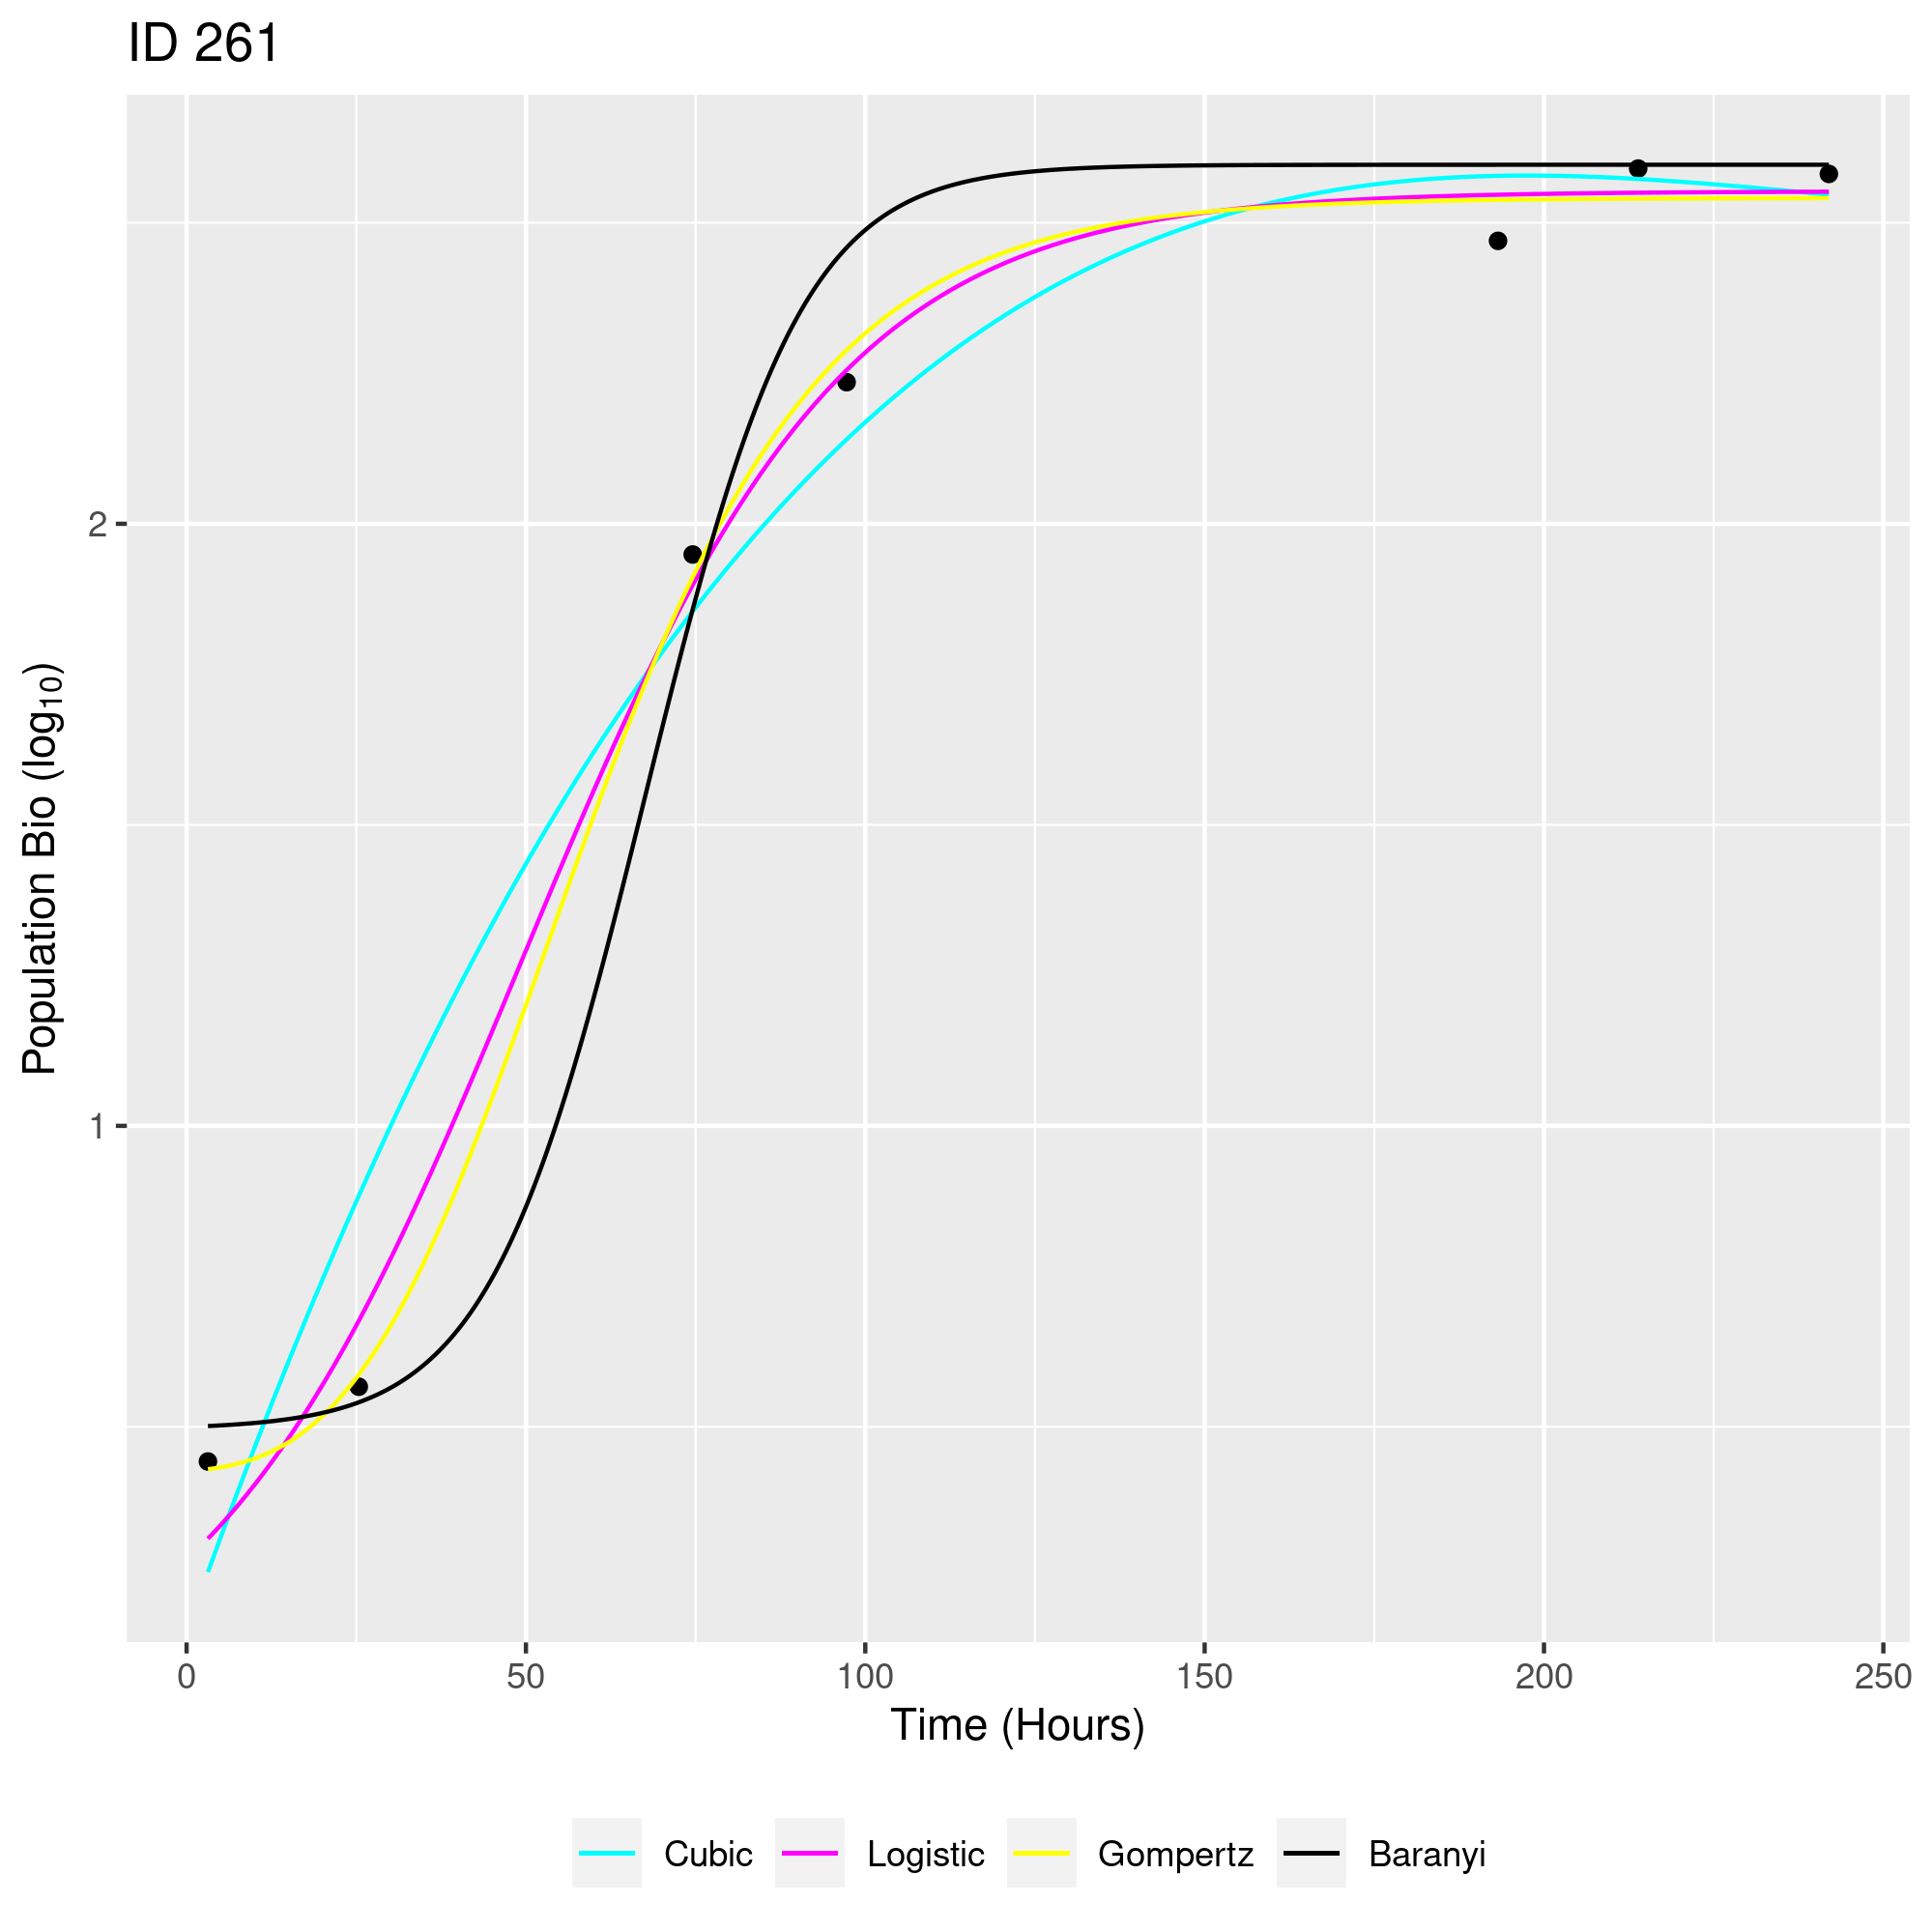 ID 261
Population Bio (log₁₀)
2
1
0 50 100 150 200 250
Time (Hours)
Cubic Logistic Gompertz Baranyi